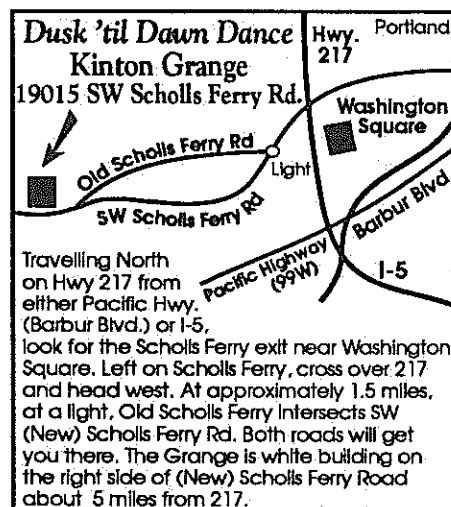 Dusk 'til Dawn Dance
Kinton Grange
19015 SW Scholls Ferry Rd.
Hwy.
217
Portland
Washington
Square
Old Scholls Ferry Rd
Light
SW Scholls Ferry Rd
Pacific Highway
(99W)
Barbur Blvd
I-5
Travelling North
on Hwy 217 from
either Pacific Hwy.
(Barbur Blvd.) or I-5,
look for the Scholls Ferry exit near Washington
Square. Left on Scholls Ferry, cross over 217
and head west. At approximately 1.5 miles,
at a light, Old Scholls Ferry Intersects SW
(New) Scholls Ferry Rd. Both roads will get
you there. The Grange is white building on
the right side of (New) Scholls Ferry Road
about 5 miles from 217.